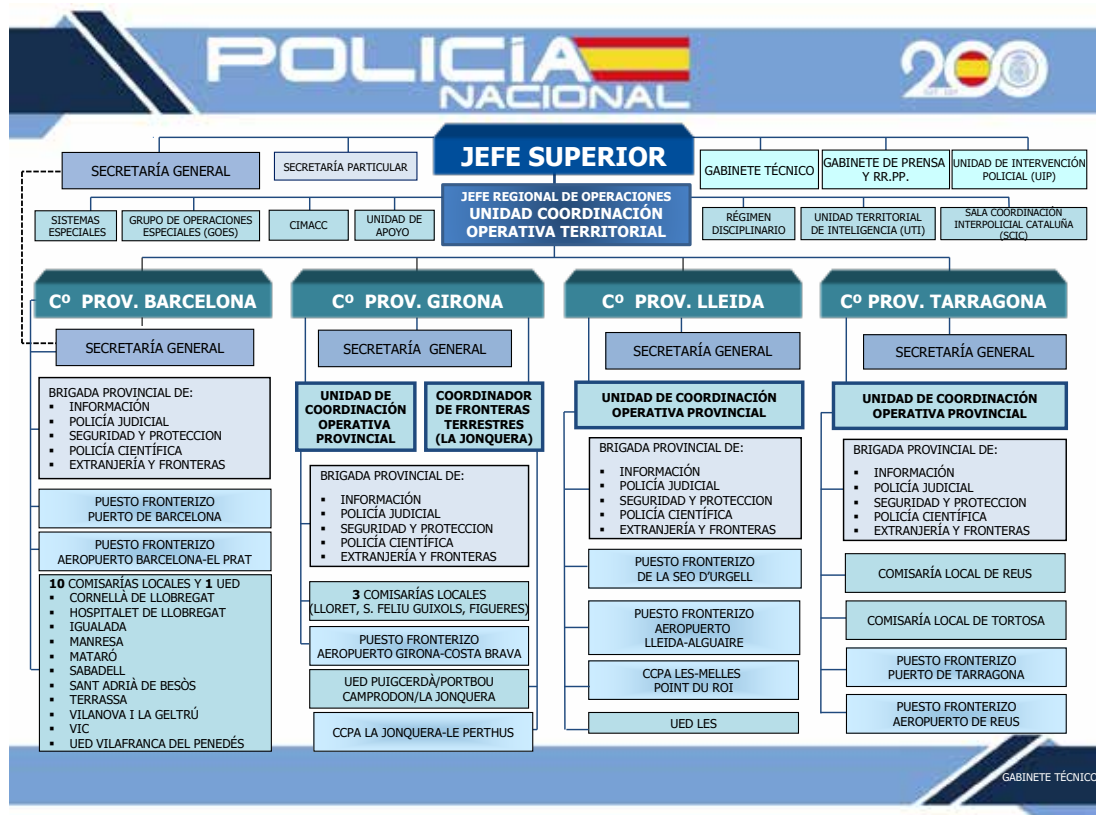 POLICÍA
NACIONAL
200
JEFE SUPERIOR
SECRETARÍA GENERAL
SECRETARÍA PARTICULAR
GABINETE TÉCNICO
GABINETE DE PRENSA
Y RR.PP.
UNIDAD DE INTERVENCIÓN
POLICIAL (UIP)
JEFE REGIONAL DE OPERACIONES
UNIDAD COORDINACIÓN
OPERATIVA TERRITORIAL
SISTEMAS
ESPECIALES
GRUPO DE OPERACIONES
ESPECIALES (GOES)
CIMACC
UNIDAD DE
APOYO
RÉGIMEN
DISCIPLINARIO
UNIDAD TERRITORIAL
DE INTELIGENCIA (UTI)
SALA COORDINACIÓN
INTERPOLICIAL CATALUÑA
(SCIC)
Cº PROV. BARCELONA
SECRETARÍA GENERAL
BRIGADA PROVINCIAL DE:
▪ INFORMACIÓN
▪ POLICÍA JUDICIAL
▪ SEGURIDAD Y PROTECCION
▪ POLICÍA CIENTÍFICA
▪ EXTRANJERÍA Y FRONTERAS
PUESTO FRONTERIZO
PUERTO DE BARCELONA
PUESTO FRONTERIZO
AEROPUERTO BARCELONA-EL PRAT
10 COMISARÍAS LOCALES Y 1 UED
▪ CORNELLÀ DE LLOBREGAT
▪ HOSPITALET DE LLOBREGAT
▪ IGUALADA
▪ MANRESA
▪ MATARÓ
▪ SABADELL
▪ SANT ADRIÀ DE BESÒS
▪ TERRASSA
▪ VILANOVA I LA GELTRÚ
▪ VIC
▪ UED VILAFRANCA DEL PENEDÉS
Cº PROV. GIRONA
SECRETARÍA GENERAL
UNIDAD DE
COORDINACIÓN
OPERATIVA
PROVINCIAL
COORDINADOR
DE FRONTERAS
TERRESTRES
(LA JONQUERA)
BRIGADA PROVINCIAL DE:
▪ INFORMACIÓN
▪ POLICÍA JUDICIAL
▪ SEGURIDAD Y PROTECCION
▪ POLICÍA CIENTÍFICA
▪ EXTRANJERÍA Y FRONTERAS
3 COMISARÍAS LOCALES
(LLORET, S. FELIU GUIXOLS, FIGUERES)
PUESTO FRONTERIZO
AEROPUERTO GIRONA-COSTA BRAVA
UED PUIGCERDÀ/PORTBOU
CAMPRODON/LA JONQUERA
CCPA LA JONQUERA-LE PERTHUS
Cº PROV. LLEIDA
SECRETARÍA GENERAL
UNIDAD DE COORDINACIÓN
OPERATIVA PROVINCIAL
BRIGADA PROVINCIAL DE:
▪ INFORMACIÓN
▪ POLICÍA JUDICIAL
▪ SEGURIDAD Y PROTECCION
▪ POLICÍA CIENTÍFICA
▪ EXTRANJERÍA Y FRONTERAS
PUESTO FRONTERIZO
DE LA SEO D'URGELL
PUESTO FRONTERIZO
AEROPUERTO
LLEIDA-ALGUAIRE
CCPA LES-MELLES
POINT DU ROI
UED LES
Cº PROV. TARRAGONA
SECRETARÍA GENERAL
UNIDAD DE COORDINACIÓN
OPERATIVA PROVINCIAL
BRIGADA PROVINCIAL DE:
▪ INFORMACIÓN
▪ POLICÍA JUDICIAL
▪ SEGURIDAD Y PROTECCION
▪ POLICÍA CIENTÍFICA
▪ EXTRANJERÍA Y FRONTERAS
COMISARÍA LOCAL DE REUS
COMISARÍA LOCAL DE TORTOSA
PUESTO FRONTERIZO
PUERTO DE TARRAGONA
PUESTO FRONTERIZO
AEROPUERTO DE REUS
GABINETE TÉCNICO